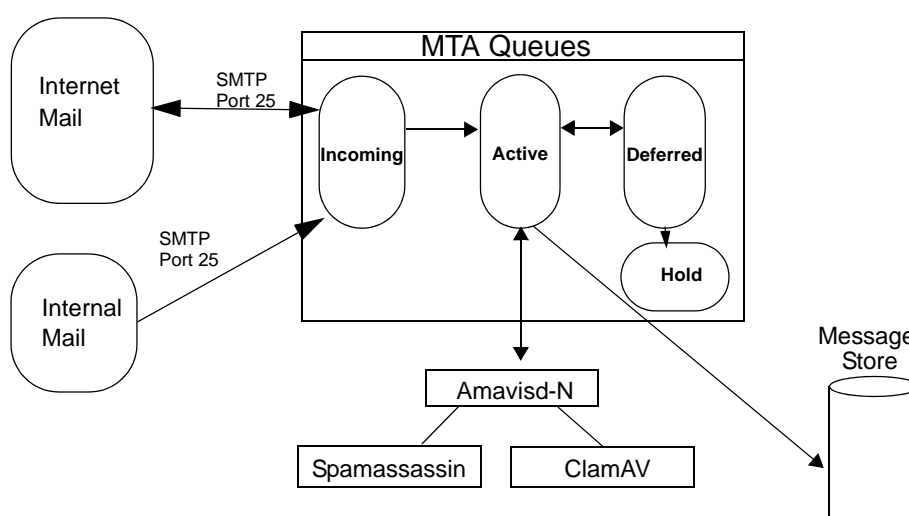 MTA Queues
Internet
Mail
SMTP
Port 25
Incoming
Active
Deferred
Hold
SMTP
Port 25
Internal
Mail
Message
Store
Amavisd-N
Spamassassin
ClamAV